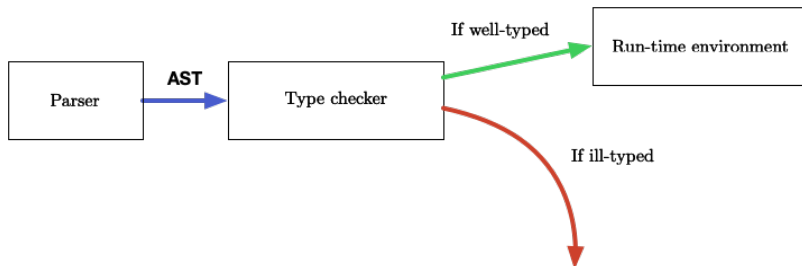 If well-typed
Run-time environment
AST
Parser
Type checker
If ill-typed